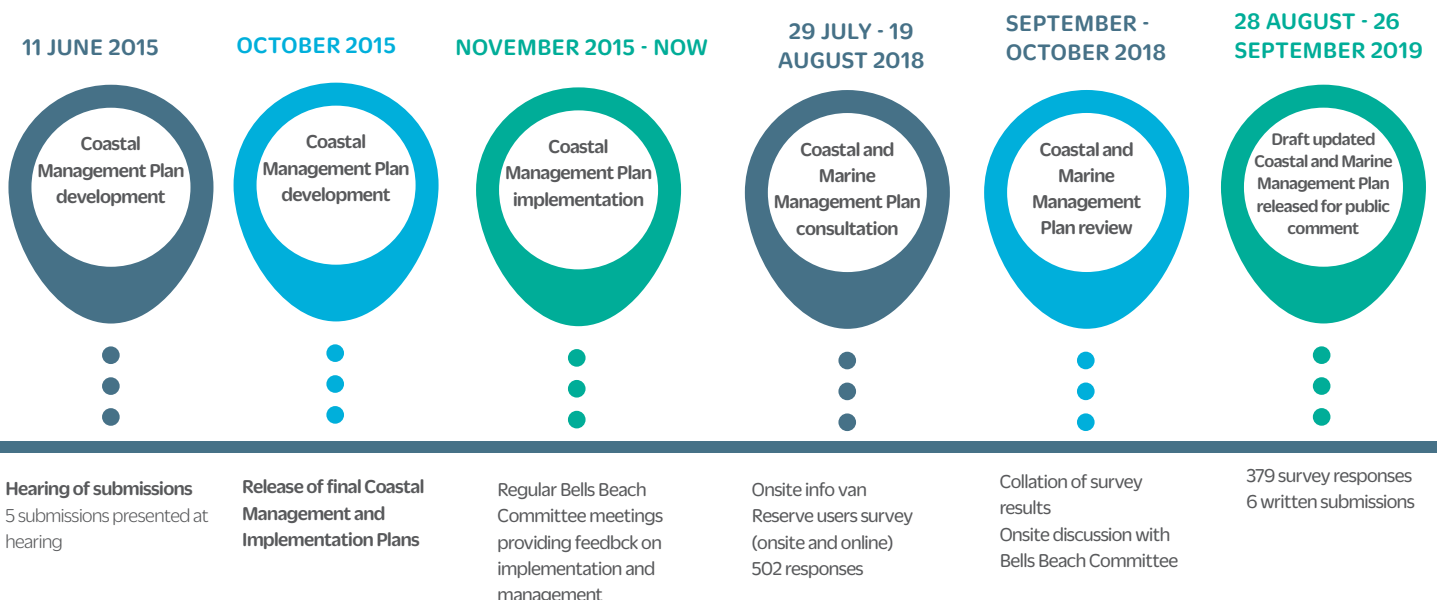 11 JUNE 2015
Coastal
Management Plan
development
Hearing of submissions
5 submissions presented at
hearing
OCTOBER 2015
Coastal
Management Plan
development
Release of final Coastal
Management and
Implementation Plans
NOVEMBER 2015 - NOW
Coastal
Management Plan
implementation
Regular Bells Beach
Committee meetings
providing feedbck on
implementation and
management
29 JULY - 19
AUGUST 2018
Coastal and
Marine
Management Plan
consultation
Onsite info van
Reserve users survey
(onsite and online)
502 responses
SEPTEMBER -
OCTOBER 2018
Coastal and
Marine
Management
Plan review
Collation of survey
results
Onsite discussion with
Bells Beach Committee
28 AUGUST - 26
SEPTEMBER 2019
Draft updated
Coastal and Marine
Management Plan
released for public
comment
379 survey responses
6 written submissions